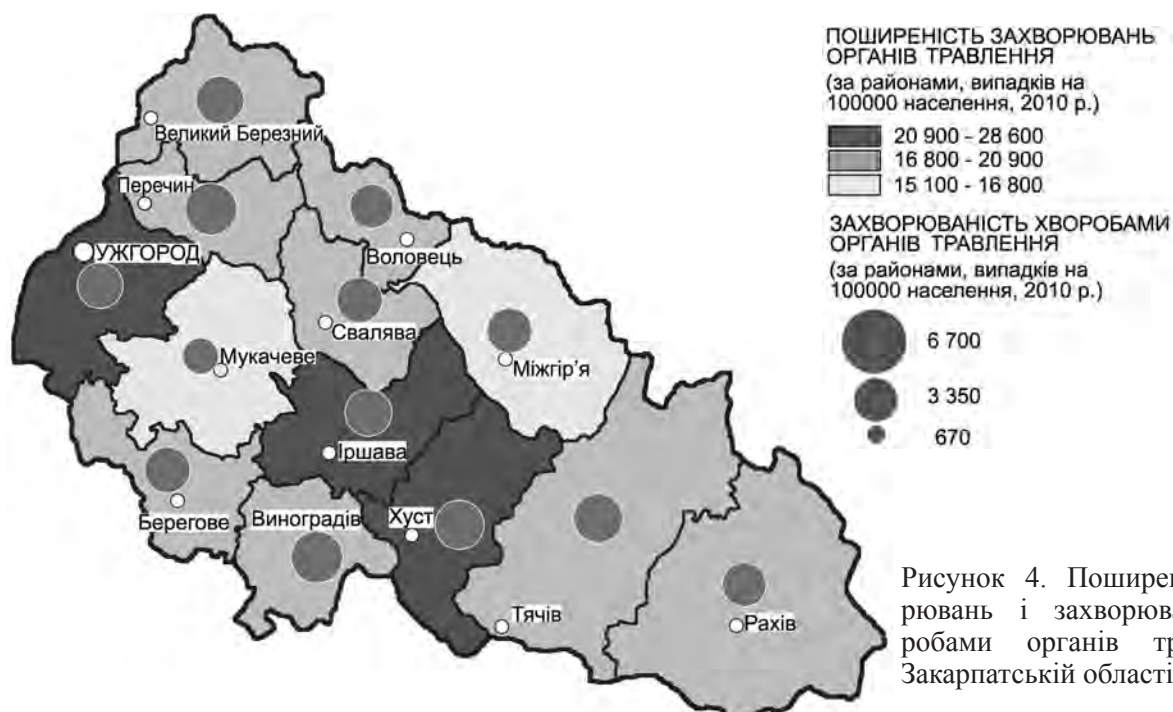 Великий Березний
Перечин
УЖГОРОД
Воловець
Свалява
Мукачеве
Міжгір’я
Іршава
Берегове
Виноградів
Хуст
Тячів
Рахів
ПОШИРЕНІСТЬ ЗАХВОРЮВАНЬ
ОРГАНІВ ТРАВЛЕННЯ
(за районами, випадків на
100000 населення, 2010 р.)
20 900 - 28 600
16 800 - 20 900
15 100 - 16 800
ЗАХВОРЮВАНІСТЬ ХВОРОБАМИ
ОРГАНІВ ТРАВЛЕННЯ
(за районами, випадків на
100000 населення, 2010 р.)
6 700
3 350
670
Рисунок 4. Поширен
рювань і захворюва
робами органів тр
Закарпатській області